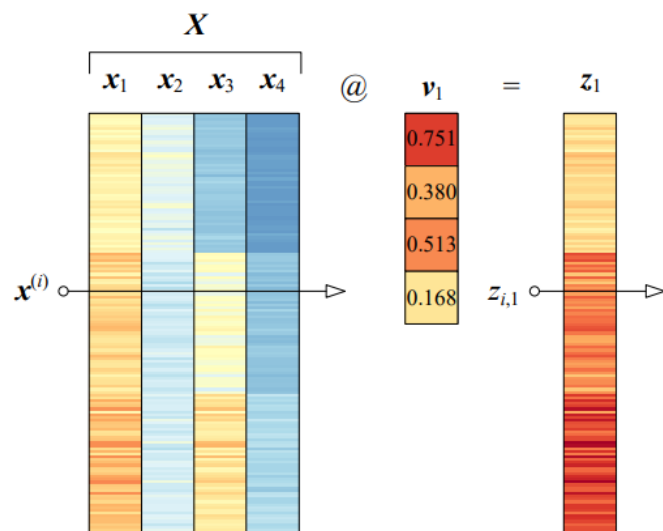 X
x₁ x₂ x₃ x₄ @ v₁ = z₁
0.751
0.380
0.513
0.168
x⁽ⁱ⁾ zᵢ,₁